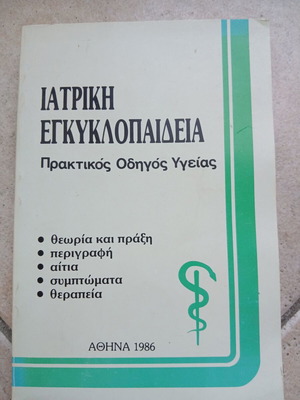 ΙΑΤΡΙΚΗ
ΕΓΚΥΚΛΟΠΑΙΔΕΙΑ
Πρακτικός Οδηγός Υγείας
• θεωρία και πράξη
• περιγραφή
• αίτια
• συμπτώματα
• θεραπεία
ΑΘΗΝΑ 1986